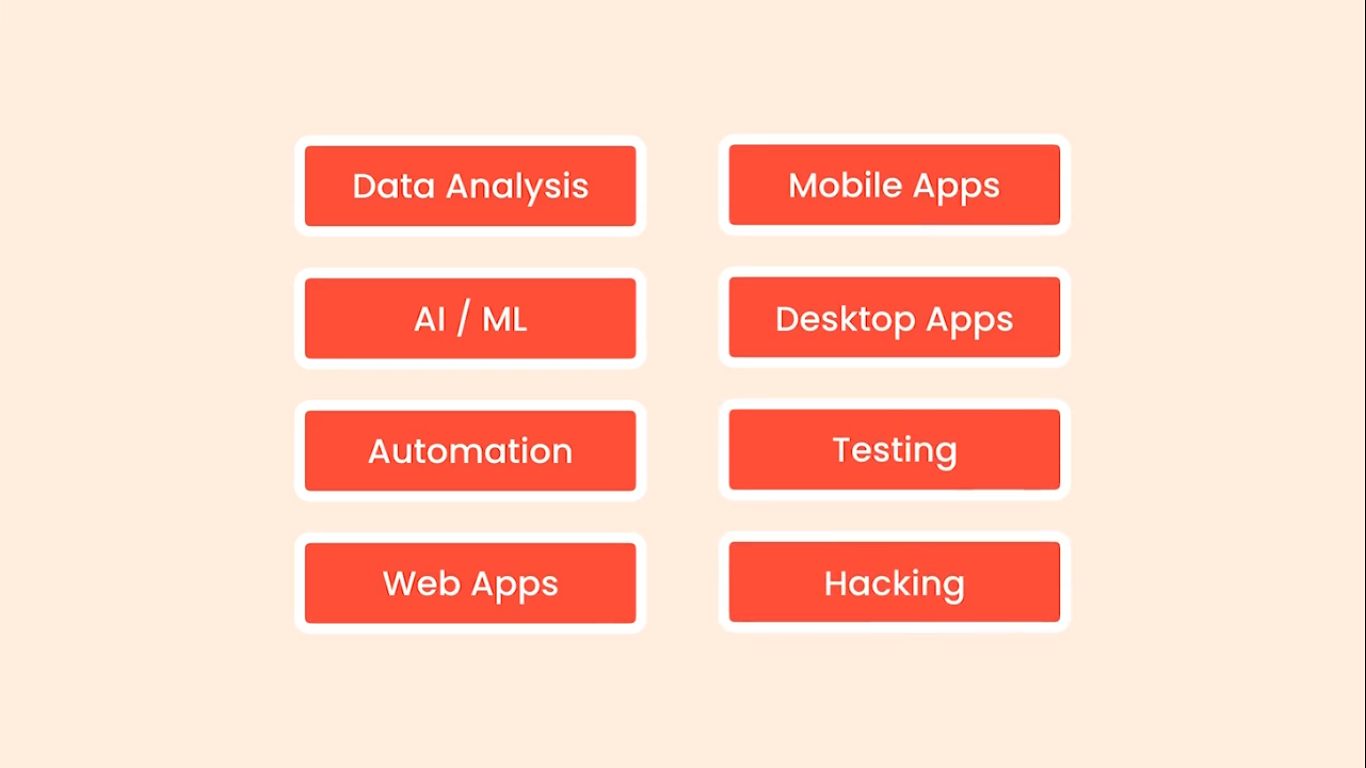 Data Analysis
Mobile Apps
AI / ML
Desktop Apps
Automation
Testing
Web Apps
Hacking